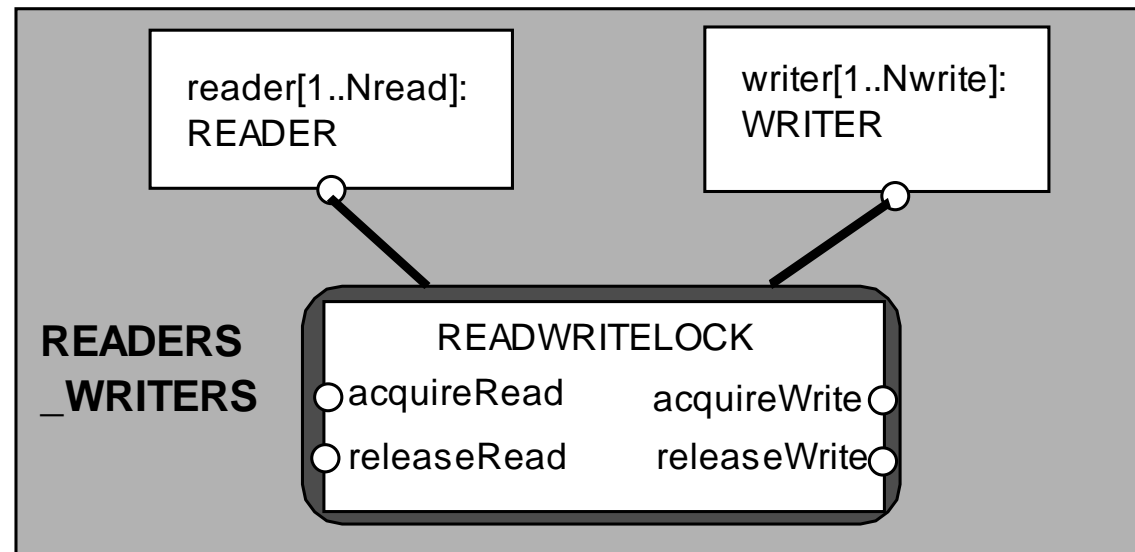 reader[1..Nread]:
READER
writer[1..Nwrite]:
WRITER
READERS
_WRITERS
READWRITELOCK
acquireRead
acquireWrite
releaseRead
releaseWrite